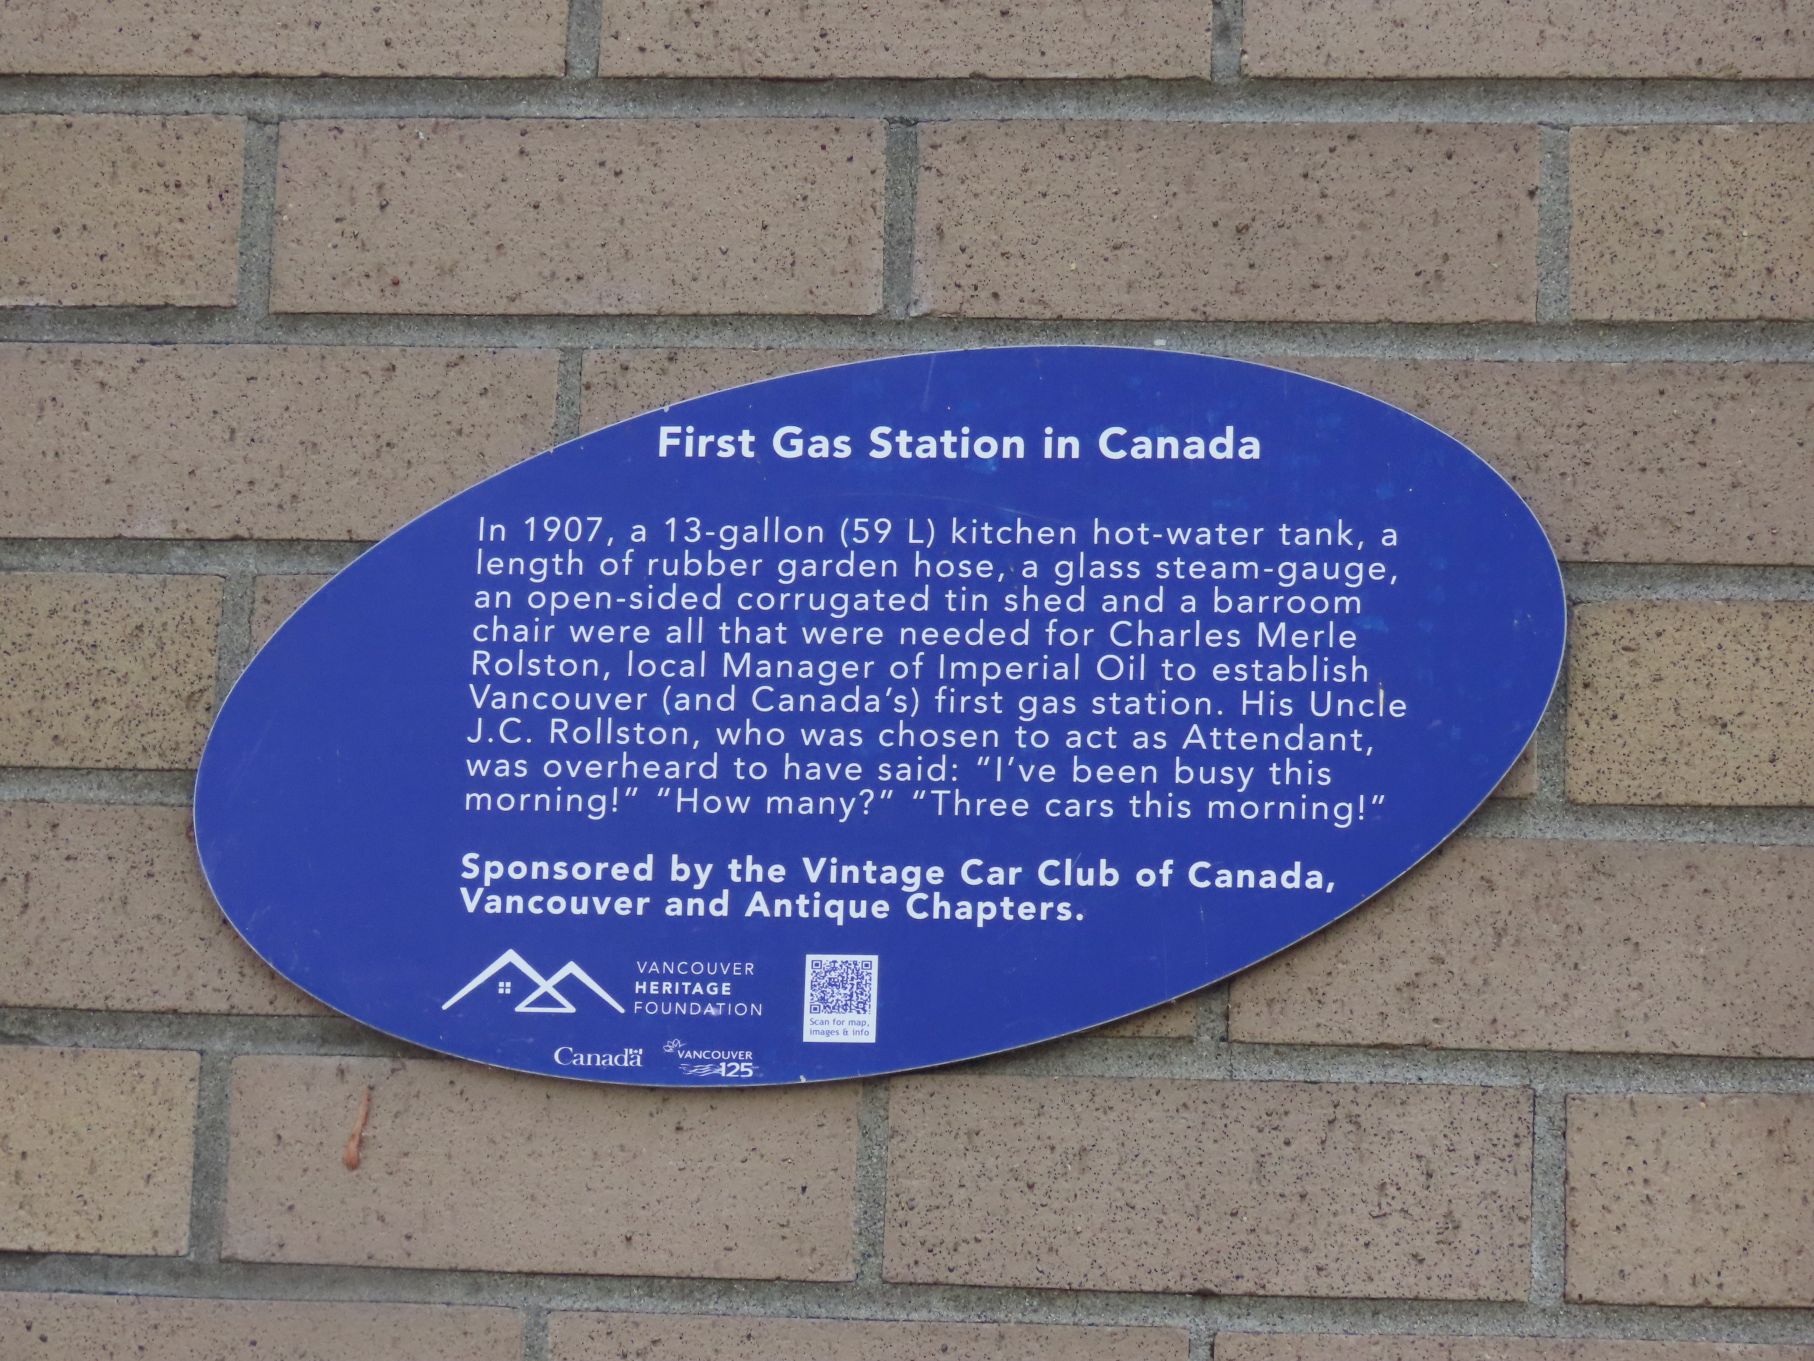 First Gas Station in Canada
In 1907, a 13-gallon (59 L) kitchen hot-water tank, a
length of rubber garden hose, a glass steam-gauge,
an open-sided corrugated tin shed and a barroom
chair were all that were needed for Charles Merle
Rolston, local Manager of Imperial Oil to establish
Vancouver (and Canada's) first gas station. His Uncle
J.C. Rollston, who was chosen to act as Attendant,
was overheard to have said: “I’ve been busy this
morning!” “How many?” “Three cars this morning!”
Sponsored by the Vintage Car Club of Canada,
Vancouver and Antique Chapters.
VANCOUVER
HERITAGE
FOUNDATION
Scan for map,
images & info
Canada
VANCOUVER
125